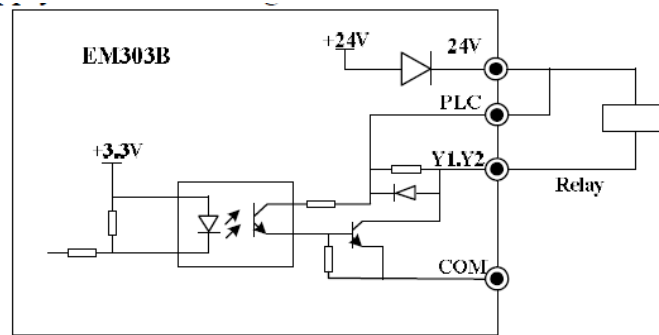 +24V
24V
EM303B
PLC
+3.3V
Y1.Y2
Relay
COM